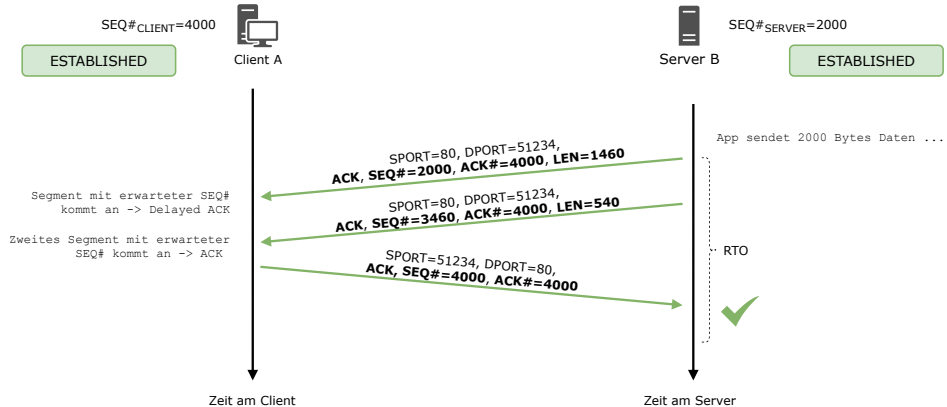 SEQ#CLIENT=4000
SEQ#SERVER=2000
ESTABLISHED
Client A
Server B
ESTABLISHED
App sendet 2000 Bytes Daten ...
SPORT=80, DPORT=51234,
ACK, SEQ#=2000, ACK#=4000, LEN=1460
Segment mit erwarteter SEQ#
kommt an -> Delayed ACK
SPORT=80, DPORT=51234,
ACK, SEQ#=3460, ACK#=4000, LEN=540
Zweites Segment mit erwarteter
SEQ# kommt an -> ACK
RTO
SPORT=51234, DPORT=80,
ACK, SEQ#=4000, ACK#=4000
Zeit am Client
Zeit am Server